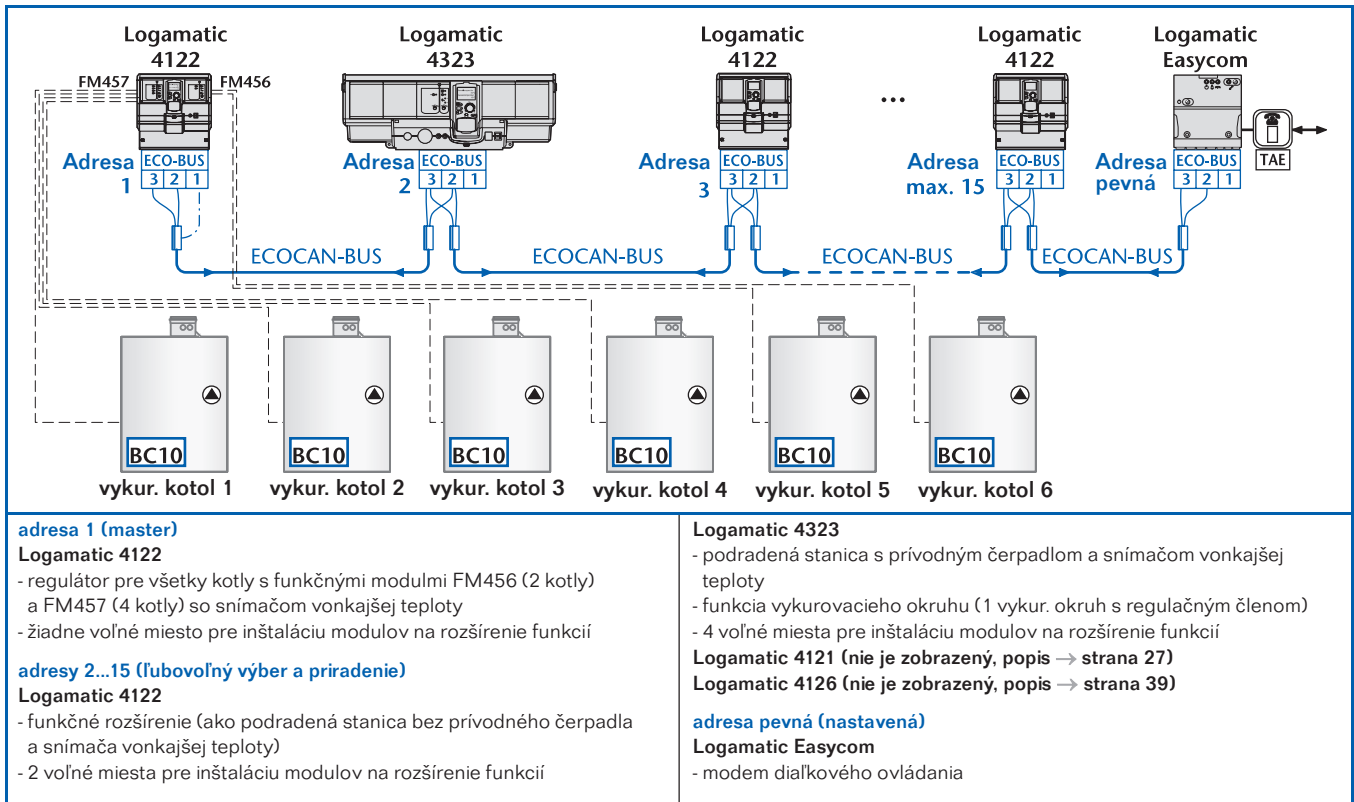 Logamatic
4122
Logamatic
4323
Logamatic
4122
Logamatic
4122
Logamatic
Easycom
FM457
FM456
...
TAE
Adresa
1
ECO-BUS
3 2 1
Adresa
2
ECO-BUS
3 2 1
Adresa
3
ECO-BUS
3 2 1
Adresa
max. 15
ECO-BUS
3 2 1
Adresa
pevná
ECO-BUS
3 2 1
ECOCAN-BUS
ECOCAN-BUS
ECOCAN-BUS
ECOCAN-BUS
BC10
BC10
BC10
BC10
BC10
BC10
vykur. kotol 1
vykur. kotol 2
vykur. kotol 3
vykur. kotol 4
vykur. kotol 5
vykur. kotol 6
adresa 1 (master)
Logamatic 4122
- regulátor pre všetky kotly s funkčnými modulmi FM456 (2 kotly)
a FM457 (4 kotly) so snímačom vonkajšej teploty
- žiadne voľné miesto pre inštaláciu modulov na rozšírenie funkcií
adresy 2...15 (ľubovoľný výber a priradenie)
Logamatic 4122
- funkčné rozšírenie (ako podradená stanica bez prívodného čerpadla
a snímača vonkajšej teploty)
- 2 voľné miesta pre inštaláciu modulov na rozšírenie funkcií
Logamatic 4323
- podradená stanica s prívodným čerpadlom a snímačom vonkajšej
teploty
- funkcia vykurovacieho okruhu (1 vykur. okruh s regulačným členom)
- 4 voľné miesta pre inštaláciu modulov na rozšírenie funkcií
Logamatic 4121 (nie je zobrazený, popis → strana 27)
Logamatic 4126 (nie je zobrazený, popis → strana 39)
adresa pevná (nastavená)
Logamatic Easycom
- modem diaľkového ovládania